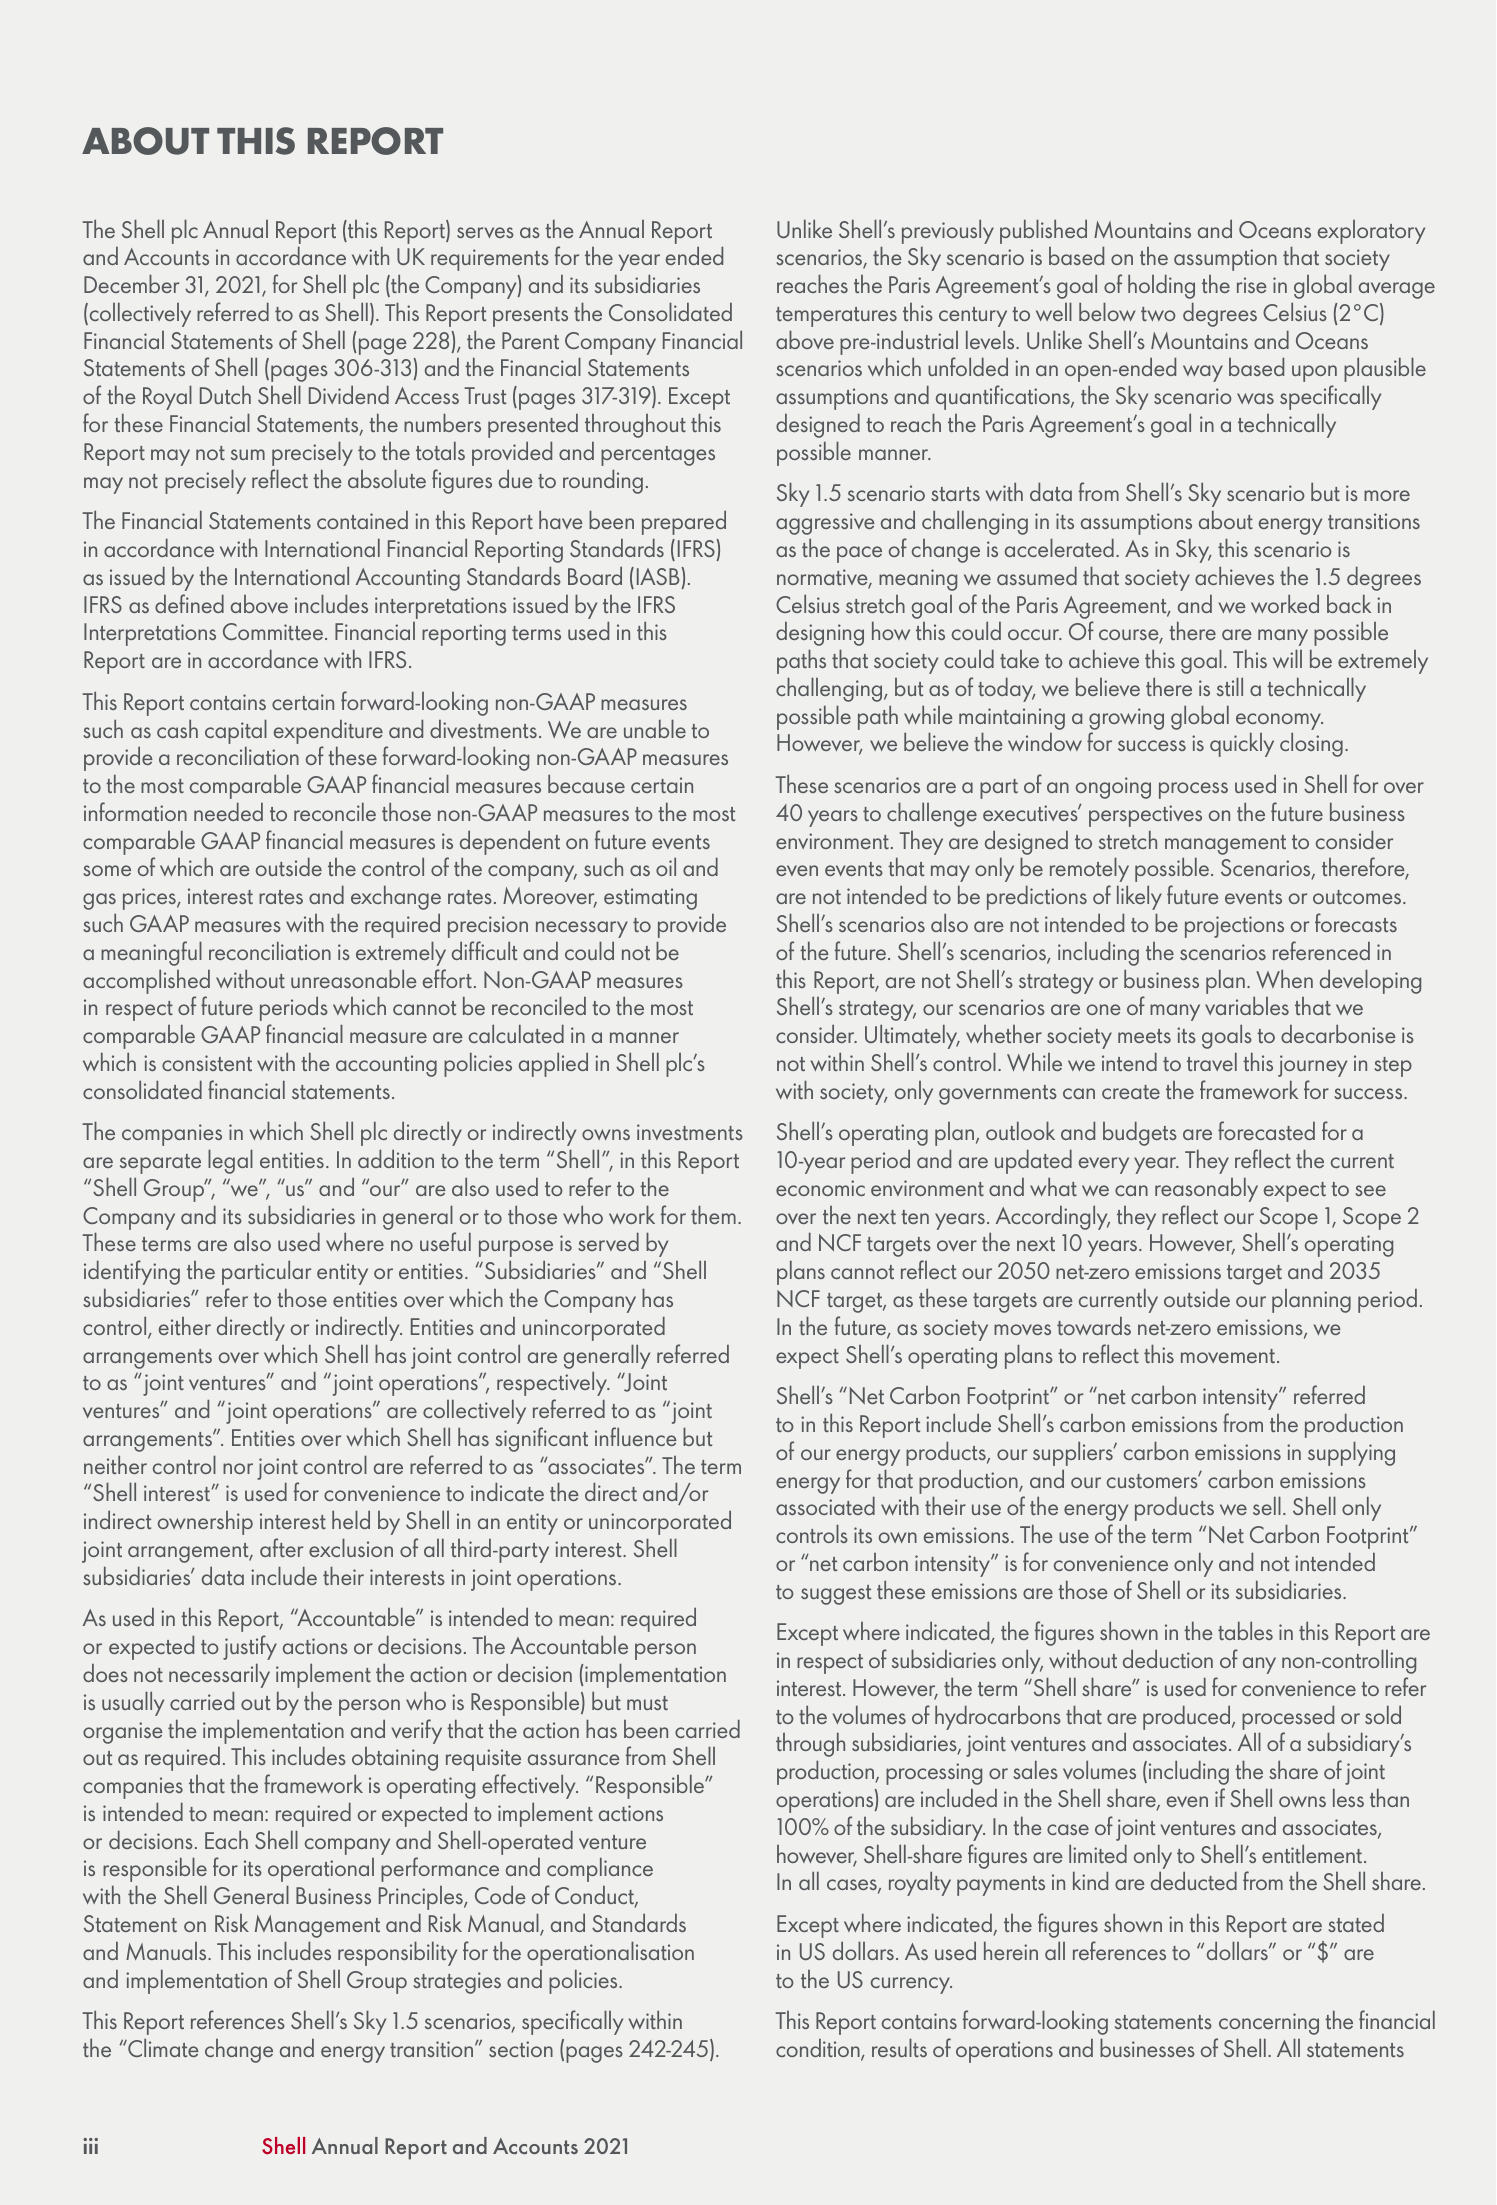 ABOUT THIS REPORT
The Shell plc Annual Report (this Report) serves as the Annual Report
and Accounts in accordance with UK requirements for the year ended
December 31, 2021, for Shell plc (the Company) and its subsidiaries
(collectively referred to as Shell). This Report presents the Consolidated
Financial Statements of Shell (page 228), the Parent Company Financial
Statements of Shell (pages 306-313) and the Financial Statements
of the Royal Dutch Shell Dividend Access Trust (pages 317-319). Except
for these Financial Statements, the numbers presented throughout this
Report may not sum precisely to the totals provided and percentages
may not precisely reflect the absolute figures due to rounding.
The Financial Statements contained in this Report have been prepared
in accordance with International Financial Reporting Standards (IFRS)
as issued by the International Accounting Standards Board (IASB).
IFRS as defined above includes interpretations issued by the IFRS
Interpretations Committee. Financial reporting terms used in this
Report are in accordance with IFRS.
This Report contains certain forward-looking non-GAAP measures
such as cash capital expenditure and divestments. We are unable to
provide a reconciliation of these forward-looking non-GAAP measures
to the most comparable GAAP financial measures because certain
information needed to reconcile those non-GAAP measures to the most
comparable GAAP financial measures is dependent on future events
some of which are outside the control of the company, such as oil and
gas prices, interest rates and exchange rates. Moreover, estimating
such GAAP measures with the required precision necessary to provide
a meaningful reconciliation is extremely difficult and could not be
accomplished without unreasonable effort. Non-GAAP measures
in respect of future periods which cannot be reconciled to the most
comparable GAAP financial measure are calculated in a manner
which is consistent with the accounting policies applied in Shell plc’s
consolidated financial statements.
The companies in which Shell plc directly or indirectly owns investments
are separate legal entities. In addition to the term “Shell”, in this Report
“Shell Group”, “we”, “us” and “our” are also used to refer to the
Company and its subsidiaries in general or to those who work for them.
These terms are also used where no useful purpose is served by
identifying the particular entity or entities. “Subsidiaries” and “Shell
subsidiaries” refer to those entities over which the Company has
control, either directly or indirectly. Entities and unincorporated
arrangements over which Shell has joint control are generally referred
to as “joint ventures” and “joint operations”, respectively. “Joint
ventures” and “joint operations” are collectively referred to as “joint
arrangements”. Entities over which Shell has significant influence but
neither control nor joint control are referred to as “associates”. The term
“Shell interest” is used for convenience to indicate the direct and/or
indirect ownership interest held by Shell in an entity or unincorporated
joint arrangement, after exclusion of all third-party interest. Shell
subsidiaries’ data include their interests in joint operations.
As used in this Report, “Accountable” is intended to mean: required
or expected to justify actions or decisions. The Accountable person
does not necessarily implement the action or decision (implementation
is usually carried out by the person who is Responsible) but must
organise the implementation and verify that the action has been carried
out as required. This includes obtaining requisite assurance from Shell
companies that the framework is operating effectively. “Responsible”
is intended to mean: required or expected to implement actions
or decisions. Each Shell company and Shell-operated venture
is responsible for its operational performance and compliance
with the Shell General Business Principles, Code of Conduct,
Statement on Risk Management and Risk Manual, and Standards
and Manuals. This includes responsibility for the operationalisation
and implementation of Shell Group strategies and policies.
This Report references Shell’s Sky 1.5 scenarios, specifically within
the “Climate change and energy transition” section (pages 242-245).
Unlike Shell’s previously published Mountains and Oceans exploratory
scenarios, the Sky scenario is based on the assumption that society
reaches the Paris Agreement’s goal of holding the rise in global average
temperatures this century to well below two degrees Celsius (2°C)
above pre-industrial levels. Unlike Shell’s Mountains and Oceans
scenarios which unfolded in an open-ended way based upon plausible
assumptions and quantifications, the Sky scenario was specifically
designed to reach the Paris Agreement’s goal in a technically
possible manner.
Sky 1.5 scenario starts with data from Shell’s Sky scenario but is more
aggressive and challenging in its assumptions about energy transitions
as the pace of change is accelerated. As in Sky, this scenario is
normative, meaning we assumed that society achieves the 1.5 degrees
Celsius stretch goal of the Paris Agreement, and we worked back in
designing how this could occur. Of course, there are many possible
paths that society could take to achieve this goal. This will be extremely
challenging, but as of today, we believe there is still a technically
possible path while maintaining a growing global economy.
However, we believe the window for success is quickly closing.
These scenarios are a part of an ongoing process used in Shell for over
40 years to challenge executives’ perspectives on the future business
environment. They are designed to stretch management to consider
even events that may only be remotely possible. Scenarios, therefore,
are not intended to be predictions of likely future events or outcomes.
Shell’s scenarios also are not intended to be projections or forecasts
of the future. Shell’s scenarios, including the scenarios referenced in
this Report, are not Shell’s strategy or business plan. When developing
Shell’s strategy, our scenarios are one of many variables that we
consider. Ultimately, whether society meets its goals to decarbonise is
not within Shell’s control. While we intend to travel this journey in step
with society, only governments can create the framework for success.
Shell’s operating plan, outlook and budgets are forecasted for a
10-year period and are updated every year. They reflect the current
economic environment and what we can reasonably expect to see
over the next ten years. Accordingly, they reflect our Scope 1, Scope 2
and NCF targets over the next 10 years. However, Shell’s operating
plans cannot reflect our 2050 net-zero emissions target and 2035
NCF target, as these targets are currently outside our planning period.
In the future, as society moves towards net-zero emissions, we
expect Shell’s operating plans to reflect this movement.
Shell’s “Net Carbon Footprint” or “net carbon intensity” referred
to in this Report include Shell’s carbon emissions from the production
of our energy products, our suppliers’ carbon emissions in supplying
energy for that production, and our customers’ carbon emissions
associated with their use of the energy products we sell. Shell only
controls its own emissions. The use of the term “Net Carbon Footprint”
or “net carbon intensity” is for convenience only and not intended
to suggest these emissions are those of Shell or its subsidiaries.
Except where indicated, the figures shown in the tables in this Report are
in respect of subsidiaries only, without deduction of any non-controlling
interest. However, the term “Shell share” is used for convenience to refer
to the volumes of hydrocarbons that are produced, processed or sold
through subsidiaries, joint ventures and associates. All of a subsidiary’s
production, processing or sales volumes (including the share of joint
operations) are included in the Shell share, even if Shell owns less than
100% of the subsidiary. In the case of joint ventures and associates,
however, Shell-share figures are limited only to Shell’s entitlement.
In all cases, royalty payments in kind are deducted from the Shell share.
Except where indicated, the figures shown in this Report are stated
in US dollars. As used herein all references to “dollars” or “$” are
to the US currency.
This Report contains forward-looking statements concerning the financial
condition, results of operations and businesses of Shell. All statements
iii Shell Annual Report and Accounts 2021